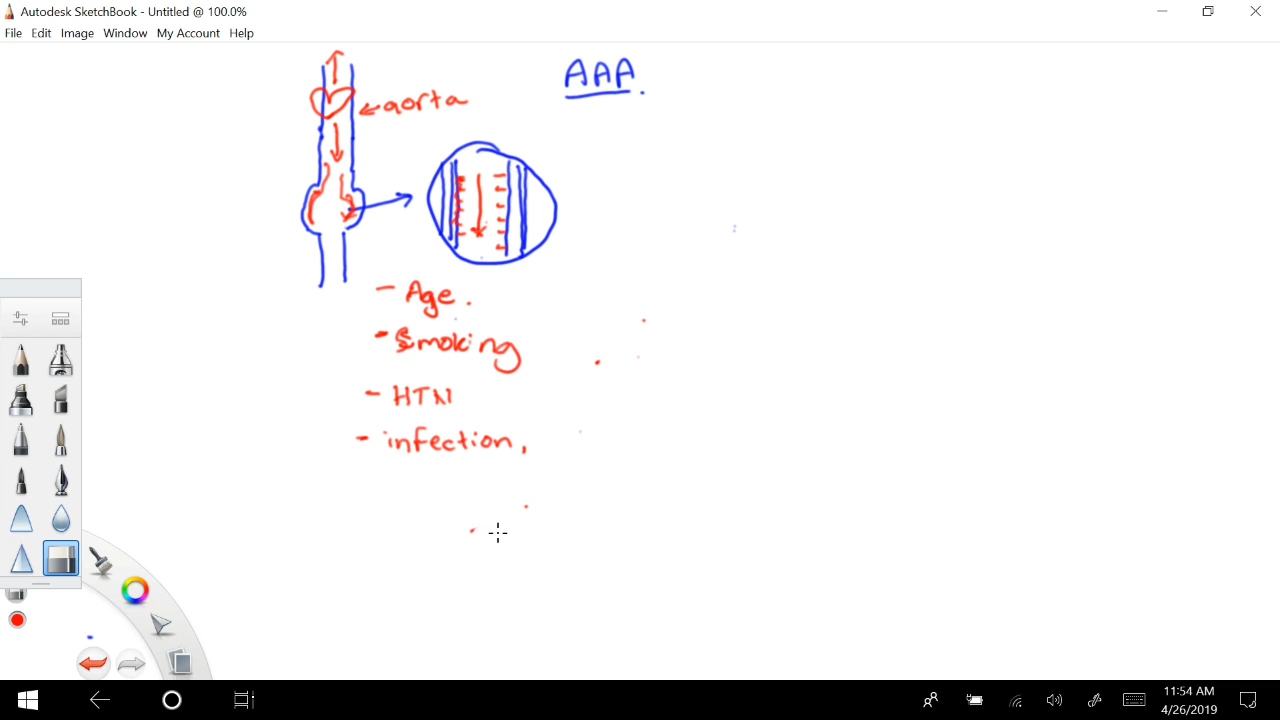 Autodesk SketchBook - Untitled @ 100.0%
File Edit Image Window My Account Help
AAA.
aorta
- Age.
- Smoking
- HTN
- infection,
11:54 AM
4/26/2019